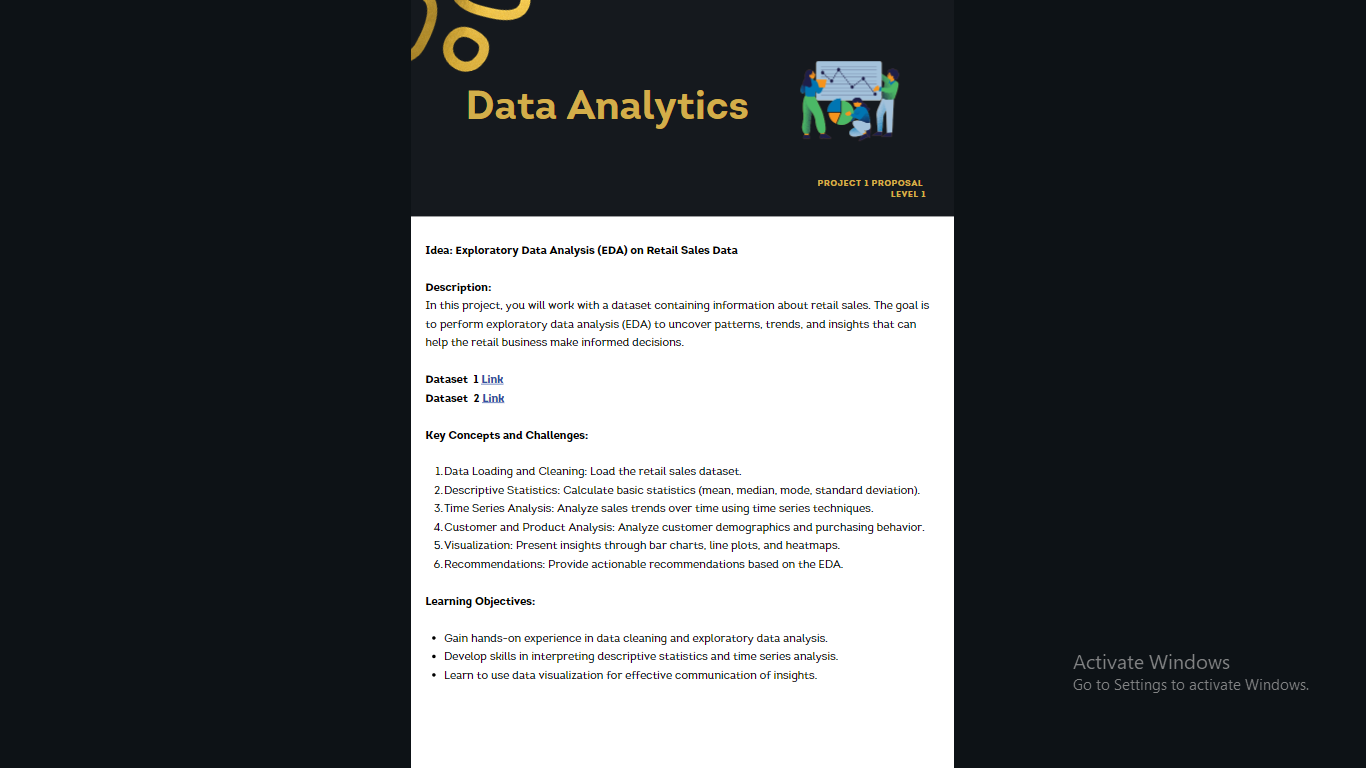 Data Analytics
PROJECT 1 PROPOSAL
LEVEL 1
Idea: Exploratory Data Analysis (EDA) on Retail Sales Data
Description:
In this project, you will work with a dataset containing information about retail sales. The goal is
to perform exploratory data analysis (EDA) to uncover patterns, trends, and insights that can
help the retail business make informed decisions.
Dataset 1 Link
Dataset 2 Link
Key Concepts and Challenges:
1. Data Loading and Cleaning: Load the retail sales dataset.
2. Descriptive Statistics: Calculate basic statistics (mean, median, mode, standard deviation).
3. Time Series Analysis: Analyze sales trends over time using time series techniques.
4. Customer and Product Analysis: Analyze customer demographics and purchasing behavior.
5. Visualization: Present insights through bar charts, line plots, and heatmaps.
6. Recommendations: Provide actionable recommendations based on the EDA.
Learning Objectives:
• Gain hands-on experience in data cleaning and exploratory data analysis.
• Develop skills in interpreting descriptive statistics and time series analysis.
• Learn to use data visualization for effective communication of insights.
Activate Windows
Go to Settings to activate Windows.